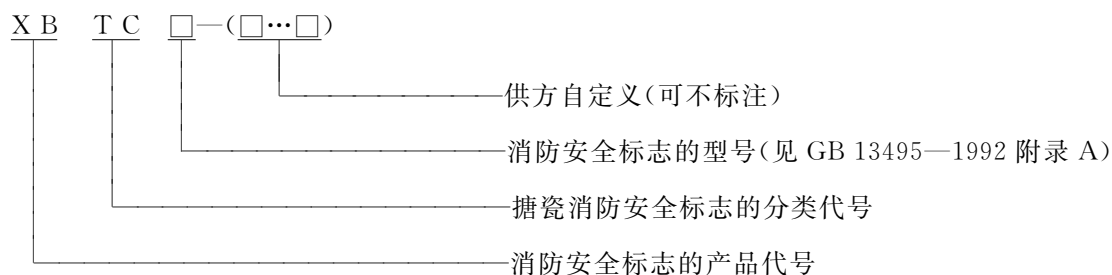 XB TC □—(□…□)
供方自定义(可不标注)
消防安全标志的型号(见 GB 13495—1992 附录 A)
搪瓷消防安全标志的分类代号
消防安全标志的产品代号